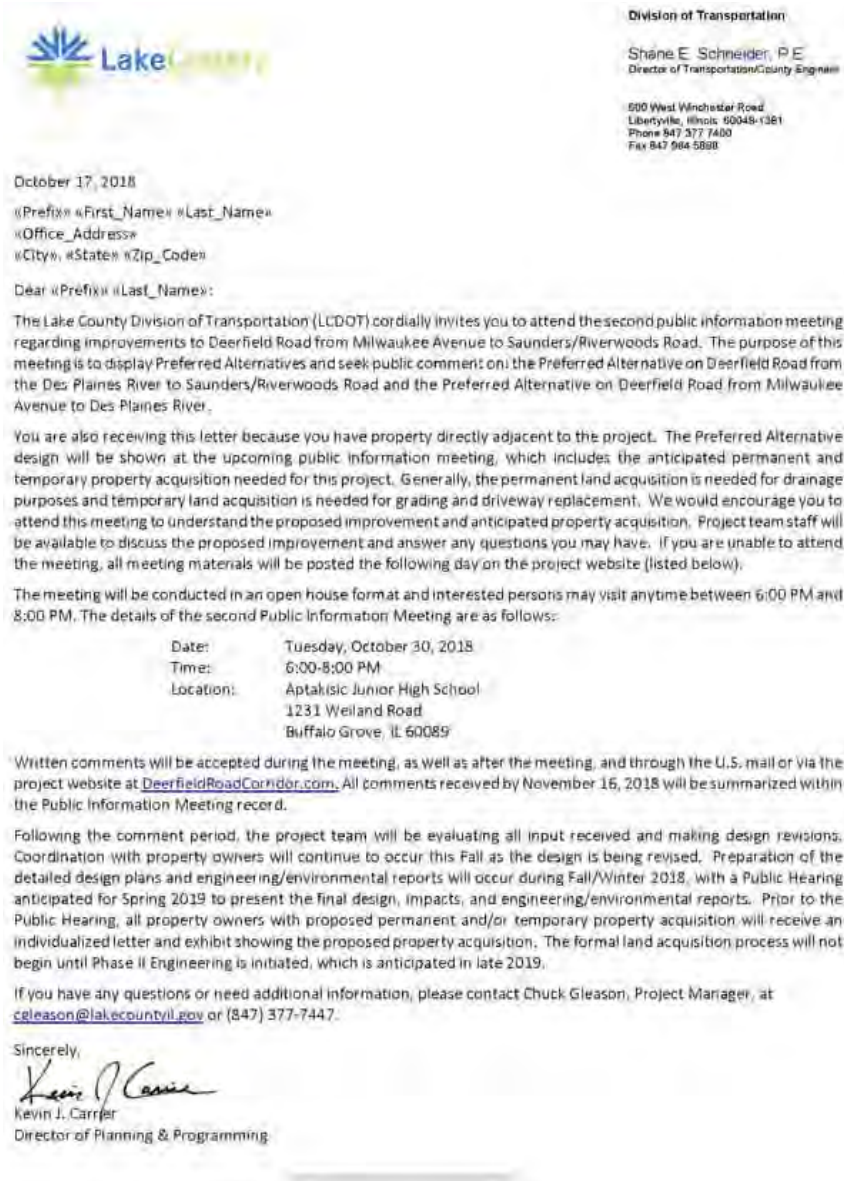 LakeCounty
Division of Transportation
Shane E. Schneider, P.E.
Director of Transportation/County Engineer
600 West Winchester Road
Libertyville, Illinois 60048-1381
Phone 847 377 7400
Fax 847 984 5888
October 17, 2018
«Prefix» «First_Name» «Last_Name»
«Office_Address»
«City», «State» «Zip_Code»
Dear «Prefix» «Last_Name»:
The Lake County Division of Transportation (LCDOT) cordially invites you to attend the second public information meeting
regarding improvements to Deerfield Road from Milwaukee Avenue to Saunders/Riverwoods Road. The purpose of this
meeting is to display Preferred Alternatives and seek public comment on: the Preferred Alternative on Deerfield Road from
the Des Plaines River to Saunders/Riverwoods Road and the Preferred Alternative on Deerfield Road from Milwaukee
Avenue to Des Plaines River.
You are also receiving this letter because you have property directly adjacent to the project. The Preferred Alternative
design will be shown at the upcoming public information meeting, which includes the anticipated permanent and
temporary property acquisition needed for this project. Generally, the permanent land acquisition is needed for drainage
purposes and temporary land acquisition is needed for grading and driveway replacement. We would encourage you to
attend this meeting to understand the proposed improvement and anticipated property acquisition. Project team staff will
be available to discuss the proposed improvement and answer any questions you may have. If you are unable to attend
the meeting, all meeting materials will be posted the following day on the project website (listed below).
The meeting will be conducted in an open house format and interested persons may visit anytime between 6:00 PM and
8:00 PM. The details of the second Public Information Meeting are as follows:
Date: Tuesday, October 30, 2018
Time: 6:00-8:00 PM
Location: Aptakisic Junior High School
1231 Weiland Road
Buffalo Grove, IL 60089
Written comments will be accepted during the meeting, as well as after the meeting, and through the U.S. mail or via the
project website at DeerfieldRoadCorridor.com. All comments received by November 16, 2018 will be summarized within
the Public Information Meeting record.
Following the comment period, the project team will be evaluating all input received and making design revisions.
Coordination with property owners will continue to occur this Fall as the design is being revised. Preparation of the
detailed design plans and engineering/environmental reports will occur during Fall/Winter 2018, with a Public Hearing
anticipated for Spring 2019 to present the final design, impacts, and engineering/environmental reports. Prior to the
Public Hearing, all property owners with proposed permanent and/or temporary property acquisition will receive an
individualized letter and exhibit showing the proposed property acquisition. The formal land acquisition process will not
begin until Phase II Engineering is initiated, which is anticipated in late 2019.
If you have any questions or need additional information, please contact Chuck Gleason, Project Manager, at
cgleason@lakecountyil.gov or (847) 377-7447.
Sincerely,
Kevin J. Carrier
Kevin J. Carrier
Director of Planning & Programming